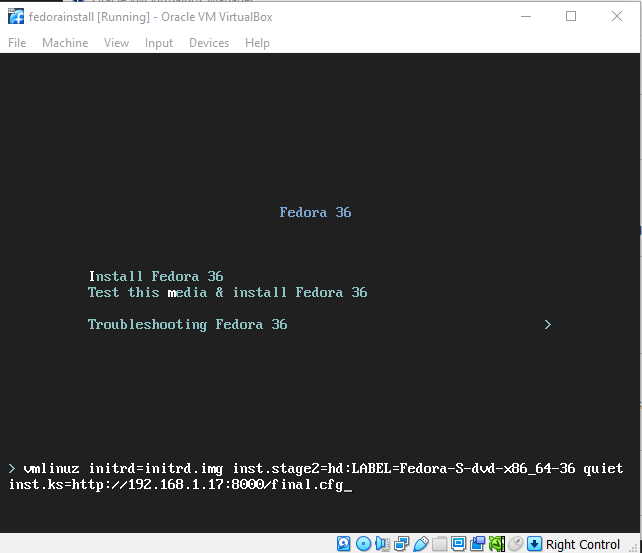 fedorainstall [Running] - Oracle VM VirtualBox
File Machine View Input Devices Help
Fedora 36
Install Fedora 36
Test this media & install Fedora 36
Troubleshooting Fedora 36 >
> vmlinuz initrd=initrd.img inst.stage2=hd:LABEL=Fedora-S-dvd-x86_64-36 quiet
inst.ks=http://192.168.1.17:8000/final.cfg_
Right Control